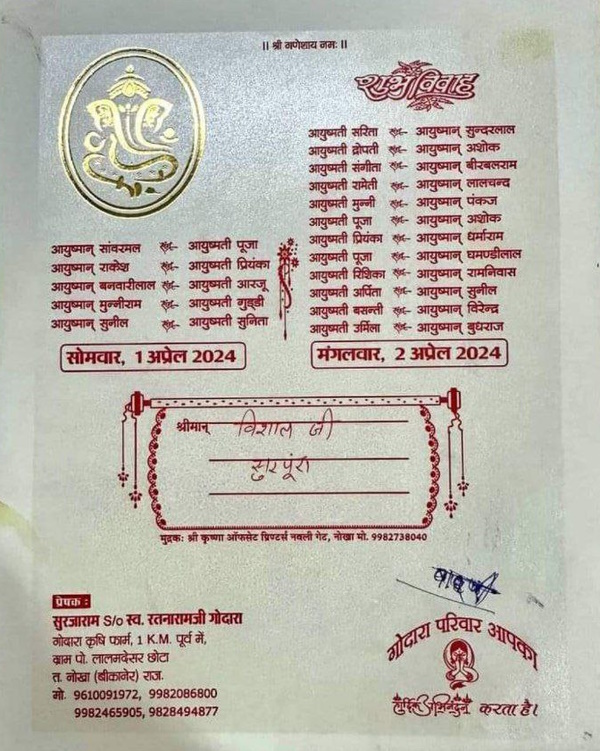 || श्री गणेशाय नमः ||
शुभ विवाह
आयुष्मती सरिता आयुष्मान् सुन्दरलाल
आयुष्मती द्रोपती आयुष्मान् अशोक
आयुष्मती संगीता आयुष्मान् बीरबलराम
आयुष्मती रामेती आयुष्मान् लालचन्द
आयुष्मती मुन्नी आयुष्मान् पंकज
आयुष्मती पूजा आयुष्मान् अशोक
आयुष्मती प्रियंका आयुष्मान् धर्माराम
आयुष्मती पूजा आयुष्मान् घमण्डीलाल
आयुष्मती रिशिका आयुष्मान् रामनिवास
आयुष्मती अर्पिता आयुष्मान् सुनील
आयुष्मती बसन्ती आयुष्मान् विरेन्द्र
आयुष्मती उर्मिला आयुष्मान् बुधराज
मंगलवार, 2 अप्रेल 2024
आयुष्मान् सांवरमल आयुष्मती पूजा
आयुष्मान् राकेश आयुष्मती प्रियंका
आयुष्मान् बनवारीलाल आयुष्मती आरजू
आयुष्मान् मुन्नीराम आयुष्मती गुड्डी
आयुष्मान् सुनील आयुष्मती सुनिता
सोमवार, 1 अप्रेल 2024
श्रीमान् विशाल जी
सुरपूरा
मुद्रकः श्री कृष्णा ऑफसेट प्रिण्टर्स नवली गेट, नोखा मो. 9982738040
प्रेषक :
सुरजाराम S/o स्व. रतनारामजी गोदारा
गोदारा कृषि फार्म, 1 K.M. पूर्व में,
ग्राम पो. लालमदेसर छोटा
त. नोखा (बीकानेर) राज.
मो. 9610091972, 9982086800
9982465905, 9828494877
गोदारा परिवार आपका
हार्दिक अभिनन्दन करता है।